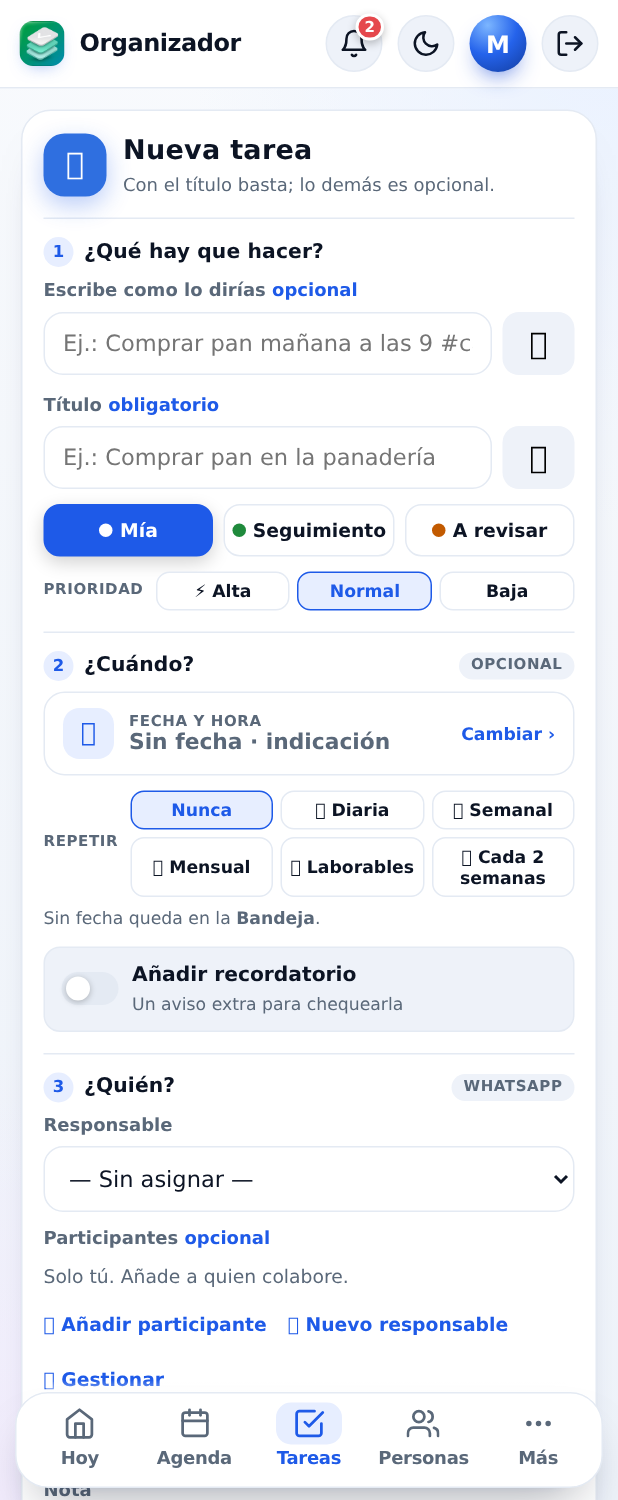 Organizador
2
M
Nueva tarea
Con el título basta; lo demás es opcional.
1 ¿Qué hay que hacer?
Escribe como lo dirías opcional
Ej.: Comprar pan mañana a las 9 #c
Título obligatorio
Ej.: Comprar pan en la panadería
Mía
Seguimiento
A revisar
PRIORIDAD
⚡ Alta
Normal
Baja
2 ¿Cuándo?
OPCIONAL
FECHA Y HORA
Sin fecha · indicación
Cambiar ›
REPETIR
Nunca
Diaria
Semanal
Mensual
Laborables
Cada 2
semanas
Sin fecha queda en la Bandeja.
Añadir recordatorio
Un aviso extra para chequearla
3 ¿Quién?
WHATSAPP
Responsable
— Sin asignar —
Participantes opcional
Solo tú. Añade a quien colabore.
Añadir participante
Nuevo responsable
Gestionar
Hoy
Agenda
Tareas
Personas
Más
Nota